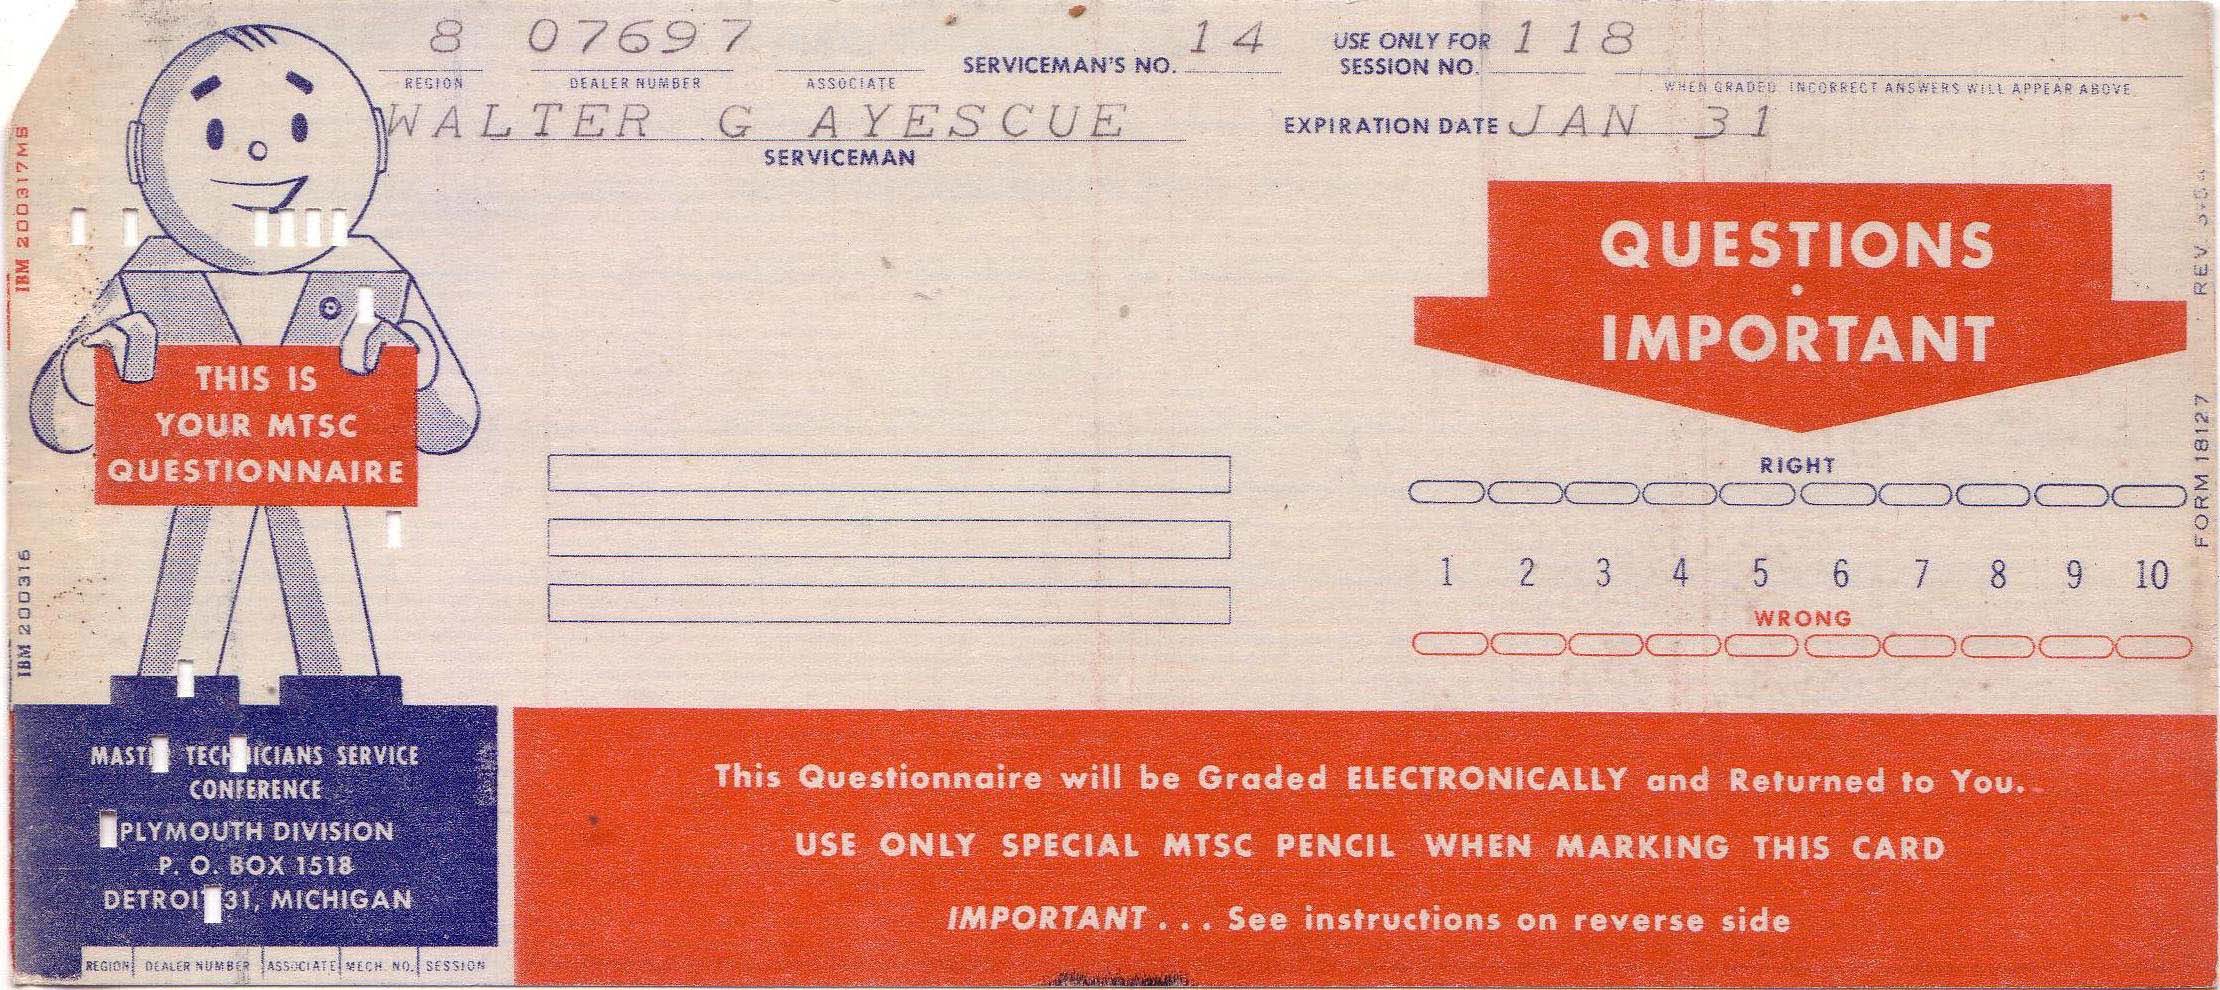 8 07697
SERVICEMAN'S NO. 14
USE ONLY FOR SESSION NO. 118
REGION DEALER NUMBER ASSOCIATE
WHEN GRADED INCORRECT ANSWERS WILL APPEAR ABOVE
WALTER G AYESCUE
SERVICEMAN
EXPIRATION DATE JAN 31
IBM 200317MS
IBM 200316
THIS IS
YOUR MTSC
QUESTIONNAIRE
QUESTIONS
•
IMPORTANT
RIGHT
1 2 3 4 5 6 7 8 9 10
WRONG
FORM 18127 REV
TECHNICIANS SERVICE
CONFERENCE
PLYMOUTH DIVISION
P. O. BOX 1518
DETROIT 31, MICHIGAN
REGION DEALER NUMBER ASSOCIATE MECH. NO. SESSION
This Questionnaire will be Graded ELECTRONICALLY and Returned to You.
USE ONLY SPECIAL MTSC PENCIL WHEN MARKING THIS CARD
IMPORTANT . . . See instructions on reverse side